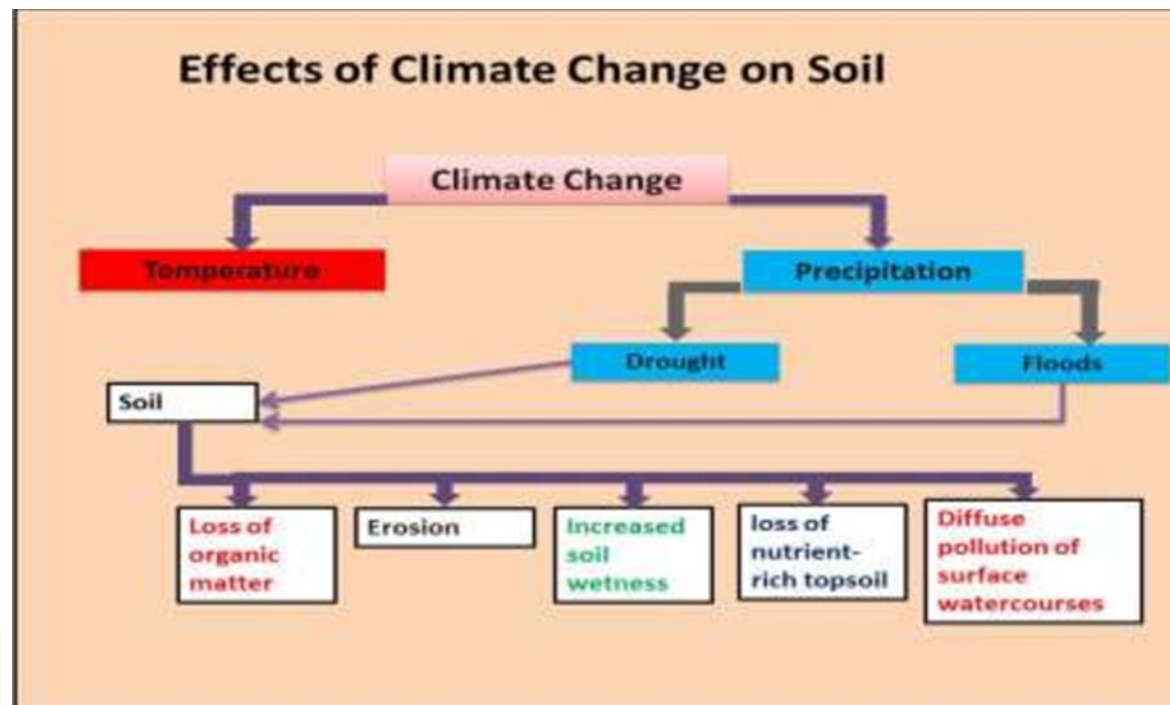 Effects of Climate Change on Soil
Climate Change
Temperature
Precipitation
Drought
Floods
Soil
Loss of
organic
matter
Erosion
Increased
soil
wetness
loss of
nutrient-
rich topsoil
Diffuse
pollution of
surface
watercourses